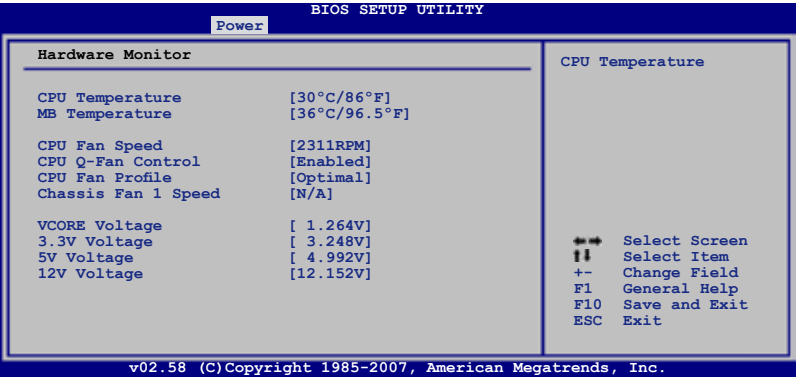 BIOS SETUP UTILITY
Power
Hardware Monitor
CPU Temperature [30°C/86°F]
MB Temperature [36°C/96.5°F]
CPU Fan Speed [2311RPM]
CPU Q-Fan Control [Enabled]
CPU Fan Profile [Optimal]
Chassis Fan 1 Speed [N/A]
VCORE Voltage [ 1.264V]
3.3V Voltage [ 3.248V]
5V Voltage [ 4.992V]
12V Voltage [12.152V]
CPU Temperature
←→ Select Screen
↑↓ Select Item
+- Change Field
F1 General Help
F10 Save and Exit
ESC Exit
v02.58 (C)Copyright 1985-2007, American Megatrends, Inc.